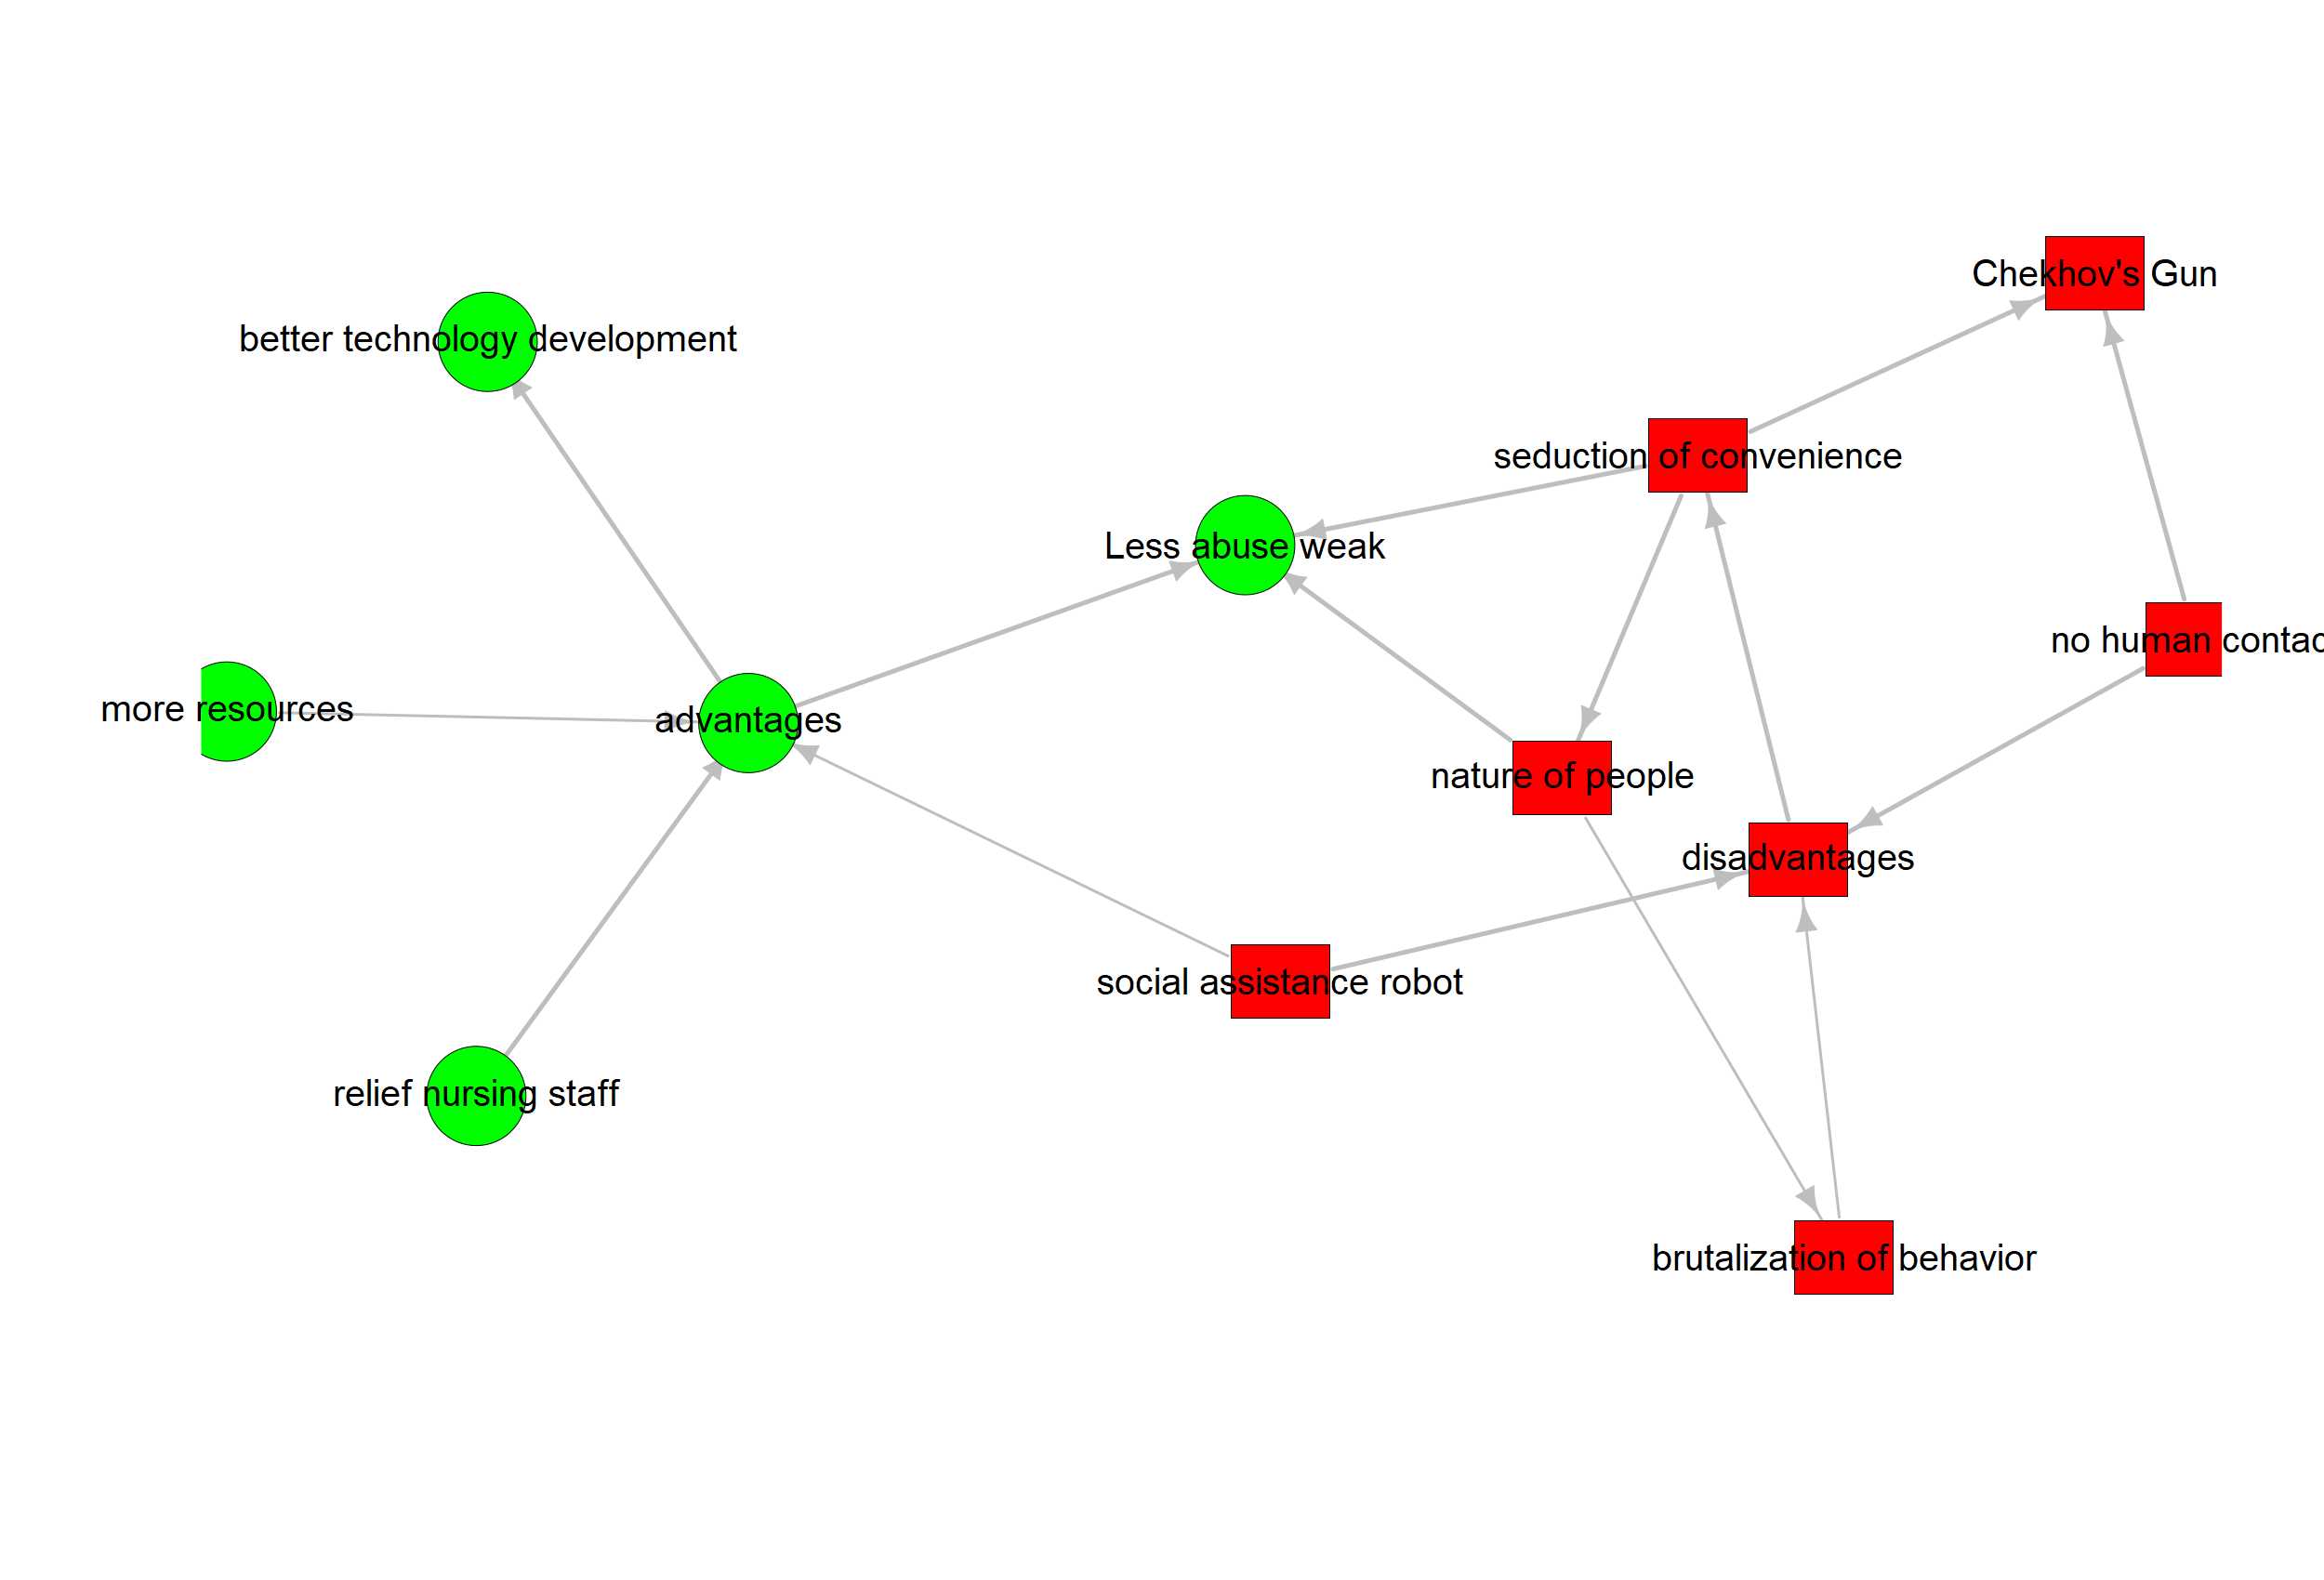 Chekhov's Gun
better technology development
seduction of convenience
Less abuse weak
no human contac
more resources
advantages
nature of people
disadvantages
social assistance robot
relief nursing staff
brutalization of behavior